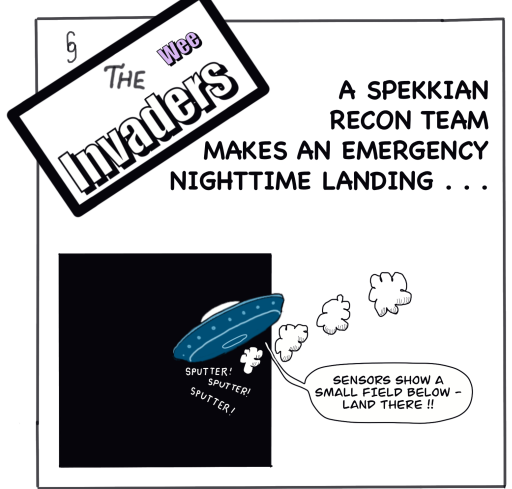 THE
Wee
Invaders
A SPEKKIAN
RECON TEAM
MAKES AN EMERGENCY
NIGHTTIME LANDING . . .
SPUTTER!
SPUTTER!
SPUTTER!
SENSORS SHOW A
SMALL FIELD BELOW –
LAND THERE !!